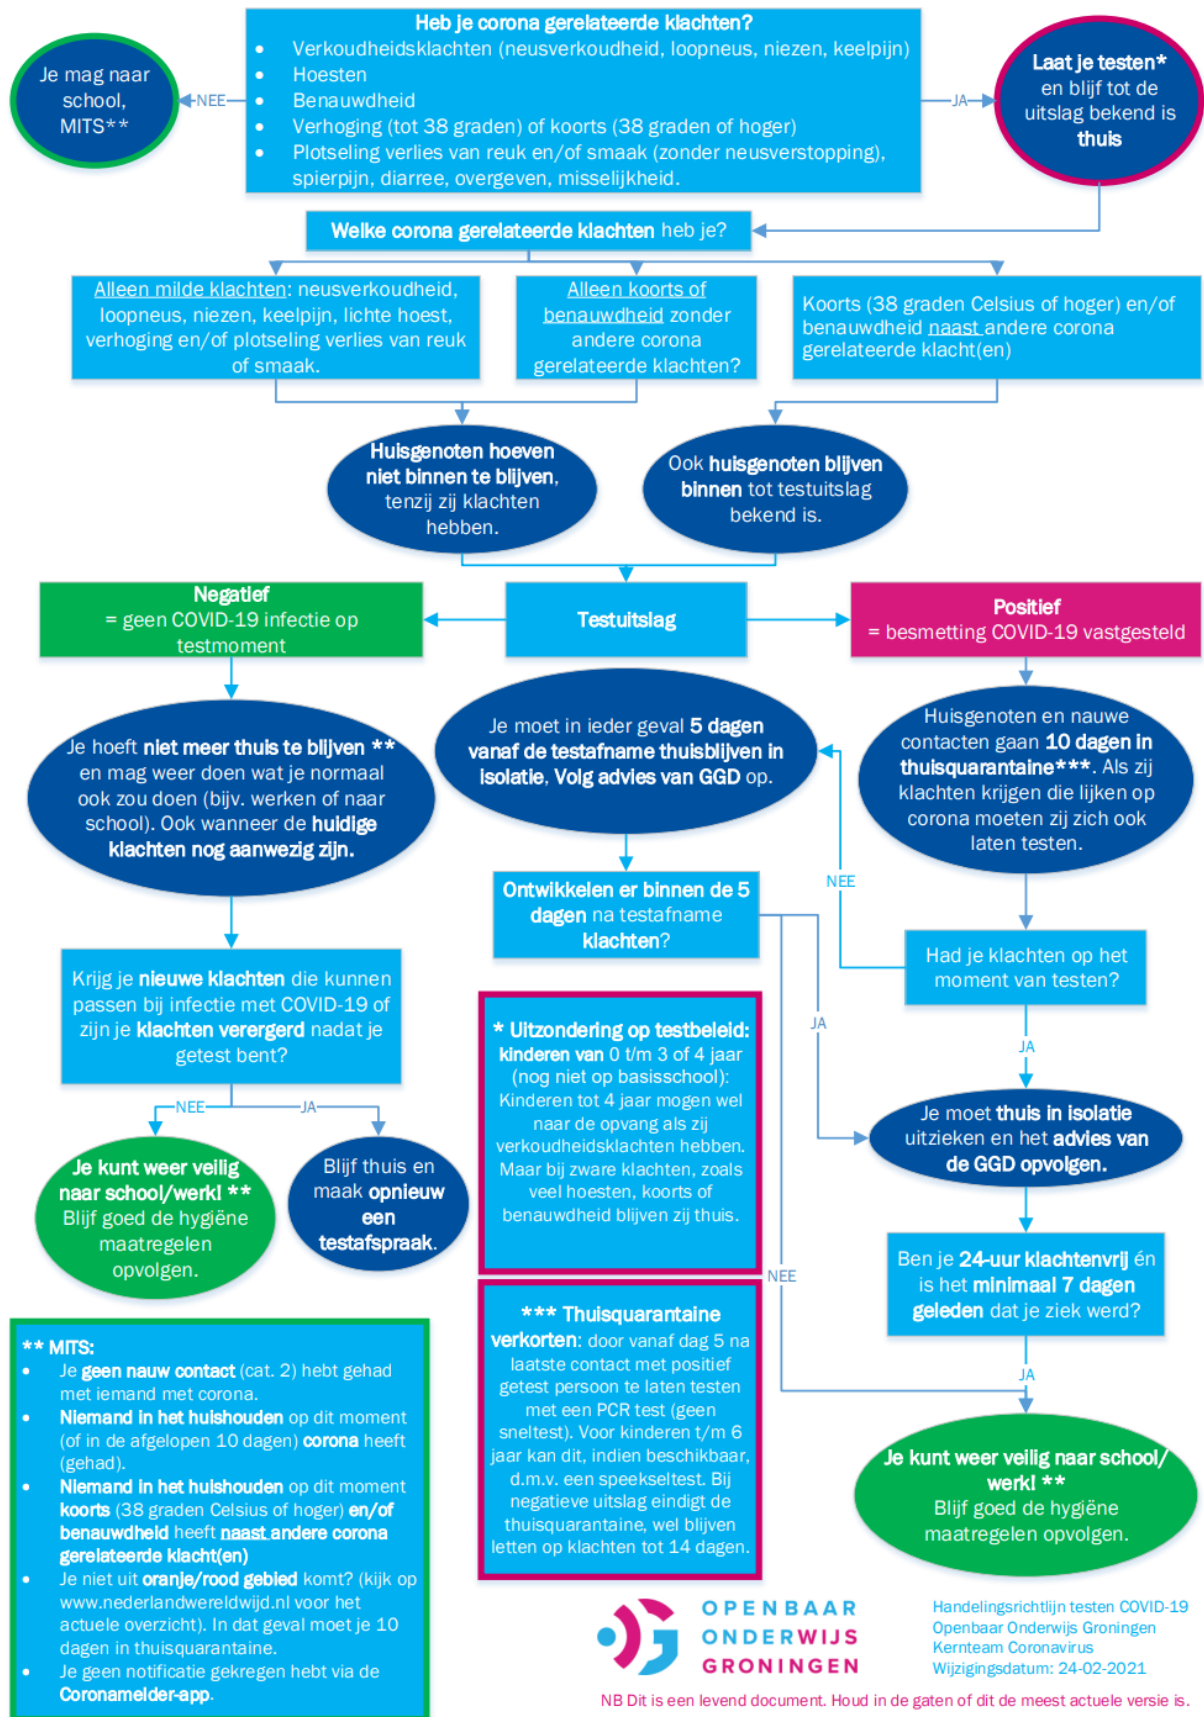 Heb je corona gerelateerde klachten?
• Verkoudheidsklachten (neusverkoudheid, loopneus, niezen, keelpijn)
• Hoesten
• Benauwdheid
• Verhoging (tot 38 graden) of koorts (38 graden of hoger)
• Plotseling verlies van reuk en/of smaak (zonder neusverstopping),
spierpijn, diarree, overgeven, misselijkheid.
NEE
Je mag naar
school,
MITS**
JA
Laat je testen*
en blijf tot de
uitslag bekend is
thuis
Welke corona gerelateerde klachten heb je?
Alleen milde klachten: neusverkoudheid,
loopneus, niezen, keelpijn, lichte hoest,
verhoging en/of plotseling verlies van reuk
of smaak.
Alleen koorts of
benauwdheid zonder
andere corona
gerelateerde klachten?
Koorts (38 graden Celsius of hoger) en/of
benauwdheid naast andere corona
gerelateerde klacht(en)
Huisgenoten hoeven
niet binnen te blijven,
tenzij zij klachten
hebben.
Ook huisgenoten blijven
binnen tot testuitslag
bekend is.
Negatief
= geen COVID-19 infectie op
testmoment
Testuitslag
Positief
= besmetting COVID-19 vastgesteld
Je hoeft niet meer thuis te blijven **
en mag weer doen wat je normaal
ook zou doen (bijv. werken of naar
school). Ook wanneer de huidige
klachten nog aanwezig zijn.
Je moet in ieder geval 5 dagen
vanaf de testafname thuisblijven in
isolatie. Volg advies van GGD op.
Huisgenoten en nauwe
contacten gaan 10 dagen in
thuisquarantaine***. Als zij
klachten krijgen die lijken op
corona moeten zij zich ook
laten testen.
NEE
Ontwikkelen er binnen de 5
dagen na testafname
klachten?
Had je klachten op het
moment van testen?
Krijg je nieuwe klachten die kunnen
passen bij infectie met COVID-19 of
zijn je klachten verergerd nadat je
getest bent?
JA
JA
NEE
JA
Je kunt weer veilig
naar school/werk! **
Blijf goed de hygiëne
maatregelen
opvolgen.
Blijf thuis en
maak opnieuw
een
testafspraak.
* Uitzondering op testbeleid:
kinderen van 0 t/m 3 of 4 jaar
(nog niet op basisschool):
Kinderen tot 4 jaar mogen wel
naar de opvang als zij
verkoudheidsklachten hebben.
Maar bij zware klachten, zoals
veel hoesten, koorts of
benauwdheid blijven zij thuis.
Je moet thuis in isolatie
uitzieken en het advies van
de GGD opvolgen.
NEE
Ben je 24-uur klachtenvrij én
is het minimaal 7 dagen
geleden dat je ziek werd?
JA
*** Thuisquarantaine
verkorten: door vanaf dag 5 na
laatste contact met positief
getest persoon te laten testen
met een PCR test (geen
sneltest). Voor kinderen t/m 6
jaar kan dit, indien beschikbaar,
d.m.v. een speekseltest. Bij
negatieve uitslag eindigt de
thuisquarantaine, wel blijven
letten op klachten tot 14 dagen.
Je kunt weer veilig naar school/
werk! **
Blijf goed de hygiëne
maatregelen opvolgen.
** MITS:
• Je geen nauw contact (cat. 2) hebt gehad
met iemand met corona.
• Niemand in het huishouden op dit moment
(of in de afgelopen 10 dagen) corona heeft
(gehad).
• Niemand in het huishouden op dit moment
koorts (38 graden Celsius of hoger) en/of
benauwdheid heeft naast andere corona
gerelateerde klacht(en)
• Je niet uit oranje/rood gebied komt? (kijk op
www.nederlandwereldwijd.nl voor het
actuele overzicht). In dat geval moet je 10
dagen in thuisquarantaine.
• Je geen notificatie gekregen hebt via de
Coronamelder-app.
OPENBAAR
ONDERWIJS
GRONINGEN
Handelingsrichtlijn testen COVID-19
Openbaar Onderwijs Groningen
Kernteam Coronavirus
Wijzigingsdatum: 24-02-2021
NB Dit is een levend document. Houd in de gaten of dit de meest actuele versie is.